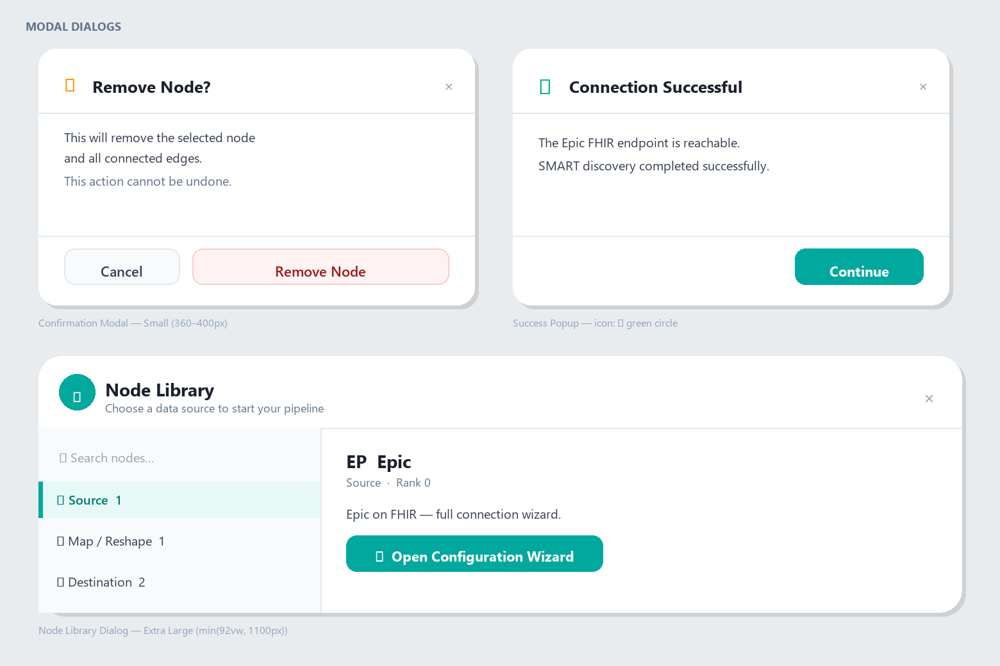 MODAL DIALOGS
Remove Node?
×
This will remove the selected node
and all connected edges.
This action cannot be undone.
Cancel
Remove Node
Confirmation Modal — Small (360–400px)
Connection Successful
×
The Epic FHIR endpoint is reachable.
SMART discovery completed successfully.
Continue
Success Popup — icon: ▯ green circle
Node Library
Choose a data source to start your pipeline
×
Search nodes...
Source 1
Map / Reshape 1
Destination 2
EP Epic
Source · Rank 0
Epic on FHIR — full connection wizard.
Open Configuration Wizard
Node Library Dialog — Extra Large (min(92vw, 1100px))